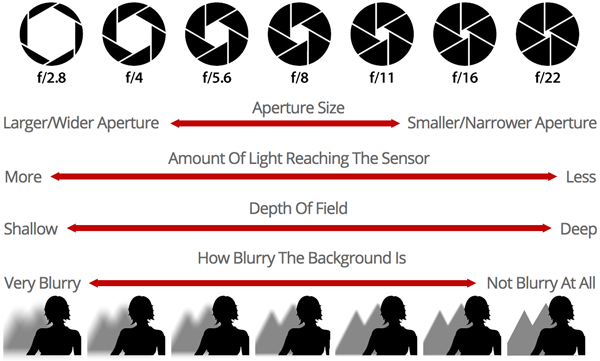 f/2.8 f/4 f/5.6 f/8 f/11 f/16 f/22
Aperture Size
Larger/Wider Aperture Smaller/Narrower Aperture
Amount Of Light Reaching The Sensor
More Less
Depth Of Field
Shallow Deep
How Blurry The Background Is
Very Blurry Not Blurry At All